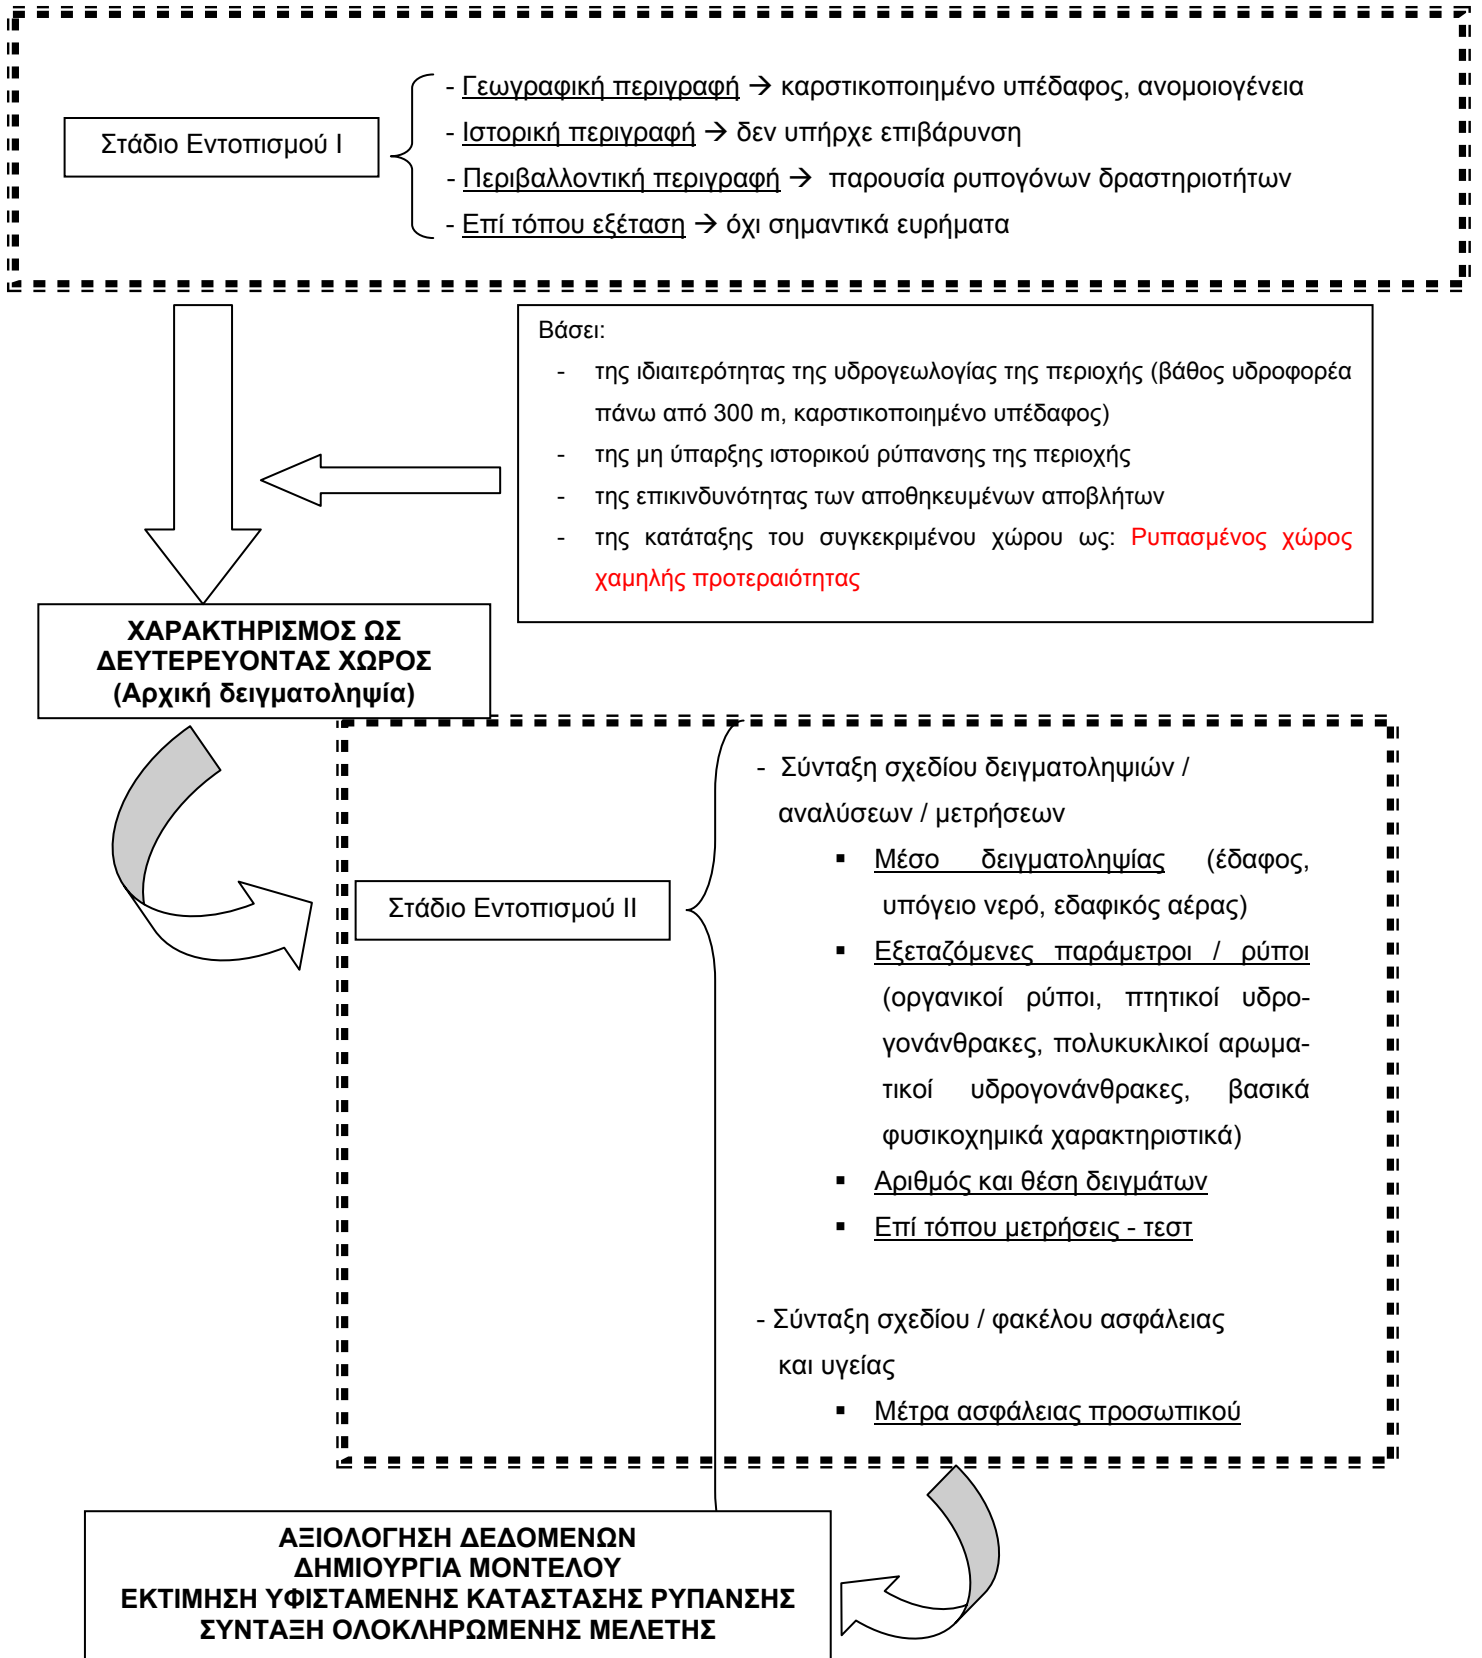 Στάδιο Εντοπισμού Ι
- Γεωγραφική περιγραφή → καρστικοποιημένο υπέδαφος, ανομοιογένεια
- Ιστορική περιγραφή → δεν υπήρχε επιβάρυνση
- Περιβαλλοντική περιγραφή → παρουσία ρυπογόνων δραστηριοτήτων
- Επί τόπου εξέταση → όχι σημαντικά ευρήματα
Βάσει:
- της ιδιαιτερότητας της υδρογεωλογίας της περιοχής (βάθος υδροφορέα
πάνω από 300 m, καρστικοποιημένο υπέδαφος)
- της μη ύπαρξης ιστορικού ρύπανσης της περιοχής
- της επικινδυνότητας των αποθηκευμένων αποβλήτων
- της κατάταξης του συγκεκριμένου χώρου ως: Ρυπασμένος χώρος
χαμηλής προτεραιότητας
ΧΑΡΑΚΤΗΡΙΣΜΟΣ ΩΣ
ΔΕΥΤΕΡΕΥΟΝΤΑΣ ΧΩΡΟΣ
(Αρχική δειγματοληψία)
Στάδιο Εντοπισμού ΙΙ
- Σύνταξη σχεδίου δειγματοληψιών /
αναλύσεων / μετρήσεων
▪ Μέσο δειγματοληψίας (έδαφος,
υπόγειο νερό, εδαφικός αέρας)
▪ Εξεταζόμενες παράμετροι / ρύποι
(οργανικοί ρύποι, πτητικοί υδρο-
γονάνθρακες, πολυκυκλικοί αρωμα-
τικοί υδρογονάνθρακες, βασικά
φυσικοχημικά χαρακτηριστικά)
▪ Αριθμός και θέση δειγμάτων
▪ Επί τόπου μετρήσεις - τεστ
- Σύνταξη σχεδίου / φακέλου ασφάλειας
και υγείας
▪ Μέτρα ασφάλειας προσωπικού
ΑΞΙΟΛΟΓΗΣΗ ΔΕΔΟΜΕΝΩΝ
ΔΗΜΙΟΥΡΓΙΑ ΜΟΝΤΕΛΟΥ
ΕΚΤΙΜΗΣΗ ΥΦΙΣΤΑΜΕΝΗΣ ΚΑΤΑΣΤΑΣΗΣ ΡΥΠΑΝΣΗΣ
ΣΥΝΤΑΞΗ ΟΛΟΚΛΗΡΩΜΕΝΗΣ ΜΕΛΕΤΗΣ